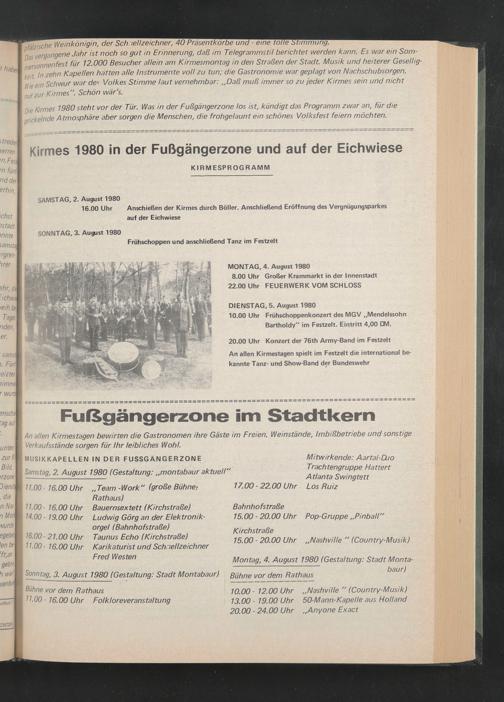 pfälzische Weinkönigin, der Schnellzeichner, 40 Präsentkörbe und - eine tolle Stimmung.
Das vergangene Jahr ist noch so gut in Erinnerung, daß im Telegrammstil berichtet werden kann. Es war ein Som-
mersonnenfest für 12.000 Besucher allein am Kirmesmontag in den Straßen der Stadt. Musik und heiterer Gesellig-
keit. In zehn Kapellen hatten alle Instrumente voll zu tun; die Gastronomie war geplagt von Nachschubsorgen.
Wie ein Schwur war des Volkes Stimme laut vernehmbar: „Daß muß immer so zu jeder Kirmes sein und nicht
nur zur Kirmes". Schön wär's.
Die Kirmes 1980 steht vor der Tür. Was in der Fußgängerzone los ist, kündigt das Programm zwar an, für die
prickelnde Atmosphäre aber sorgen die Menschen, die frohgelaunt ein schönes Volksfest feiern möchten.
Kirmes 1980 in der Fußgängerzone und auf der Eichwiese
KIRMESPROGRAMM
SAMSTAG, 2. August 1980
16.00 Uhr Anschießen der Kirmes durch Böller. Anschließend Eröffnung des Vergnügungsparkes
auf der Eichwiese
SONNTAG, 3. August 1980
Frühschoppen und anschließend Tanz im Festzelt
MONTAG, 4. August 1980
8.00 Uhr Großer Krammarkt in der Innenstadt
22.00 Uhr FEUERWERK VOM SCHLOSS
DIENSTAG, 5. August 1980
10.00 Uhr Frühschoppenkonzert des MGV „Mendelssohn
Bartholdy" im Festzelt. Eintritt 4,00 DM.
20.00 Uhr Konzert der 76th Army-Band im Festzelt
An allen Kirmestagen spielt im Festzelt die international be-
kannte Tanz- und Show-Band der Bundeswehr
Fußgängerzone im Stadtkern
An allen Kirmestagen bewirten die Gastronomen ihre Gäste im Freien. Weinstände, Imbißbetriebe und sonstige
Verkaufsstände sorgen für Ihr leibliches Wohl.
MUSIKKAPELLEN IN DER FUSSGÄNGERZONE
Samstag, 2. August 1980 (Gestaltung: „montabaur aktuell"
11.00 - 16.00 Uhr „Team -Work" (große Bühne:
Rathaus)
11.00 - 16.00 Uhr Bauernsextett (Kirchstraße)
14.00 - 19.00 Uhr Ludwig Görg an der Elektronik-
orgel (Bahnhofstraße)
18.00 - 21.00 Uhr Taunus Echo (Kirchstraße)
11.00 - 16.00 Uhr Karikaturist und Schnellzeichner
Fred Westen
Sonntag, 3. August 1980 (Gestaltung: Stadt Montabaur)
Bühne vor dem Rathaus
11.00 - 16.00 Uhr Folkloreveranstaltung
Mitwirkende: Aartal-Duo
Trachtengruppe Hattert
Atlanta Swingtett
17.00 - 22.00 Uhr Los Ruiz
Bahnhofstraße
15.00 - 20.00 Uhr Pop-Gruppe „Pinball"
Kirchstraße
15.00 - 20.00 Uhr „Nashville" (Country-Musik)
Montag, 4. August 1980 (Gestaltung: Stadt Monta-
baur)
Bühne vor dem Rathaus
10.00 - 12.00 Uhr „Nashville" (Country-Musik)
13.00 - 19.00 Uhr 50-Mann-Kapelle aus Holland
20.00 - 24.00 Uhr „Anyone Exact